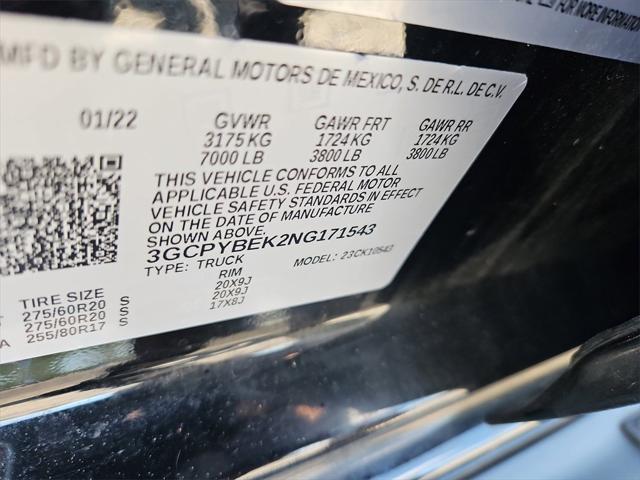 FOR MORE INFORMATION
MFD BY GENERAL MOTORS DE MEXICO, S. DE R.L. DE C.V.
01/22 GVWR GAWR FRT GAWR RR
3175 KG 1724 KG 1724 KG
7000 LB 3800 LB 3800 LB
THIS VEHICLE CONFORMS TO ALL
APPLICABLE U.S. FEDERAL MOTOR
VEHICLE SAFETY STANDARDS IN EFFECT
ON THE DATE OF MANUFACTURE
SHOWN ABOVE.
3GCPYBEK2NG171543
TYPE: TRUCK MODEL: 23CK10543
TIRE SIZE RIM
275/60R20 S 20X9J
275/60R20 S 20X9J
255/80R17 S 17X8J